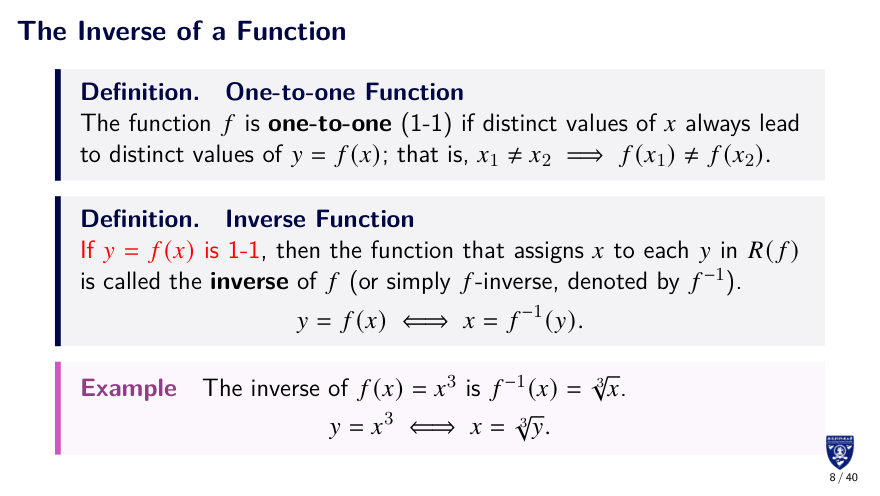 The Inverse of a Function
Definition. One-to-one Function
The function f is one-to-one (1-1) if distinct values of x always lead
to distinct values of y = f(x); that is, x₁ ≠ x₂ ⟹ f(x₁) ≠ f(x₂).
Definition. Inverse Function
If y = f(x) is 1-1, then the function that assigns x to each y in R(f)
is called the inverse of f (or simply f-inverse, denoted by f⁻¹).
y = f(x) ⟺ x = f⁻¹(y).
Example The inverse of f(x) = x³ is f⁻¹(x) = ∛x.
y = x³ ⟺ x = ∛y.
8 / 40